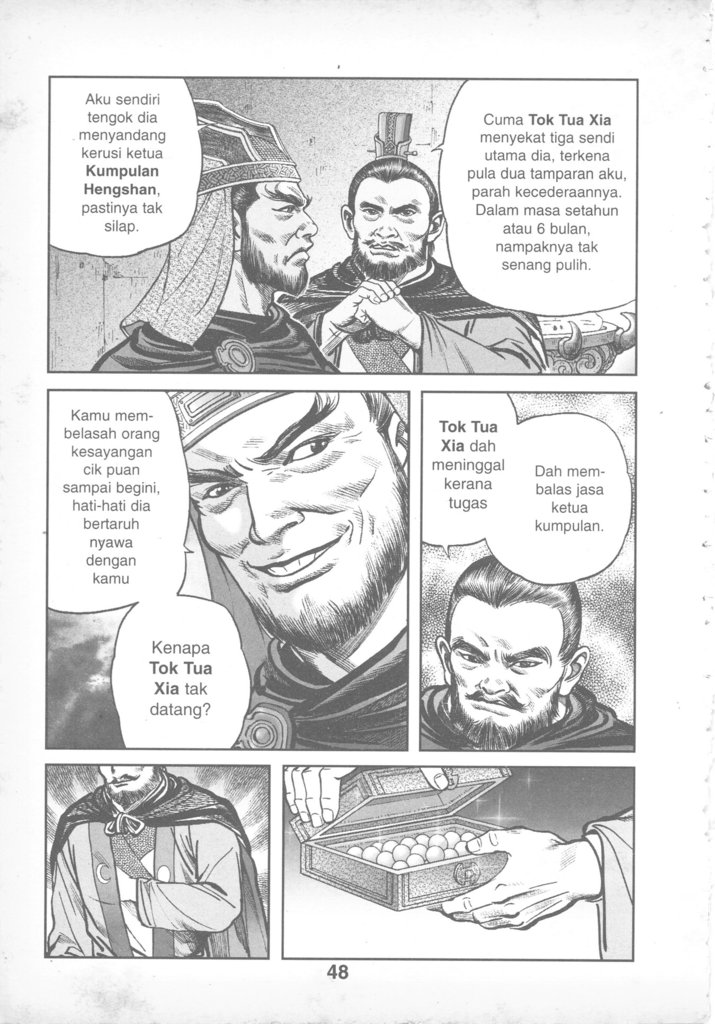 Aku sendiri
tengok dia
menyandang
kerusi ketua
Kumpulan
Hengshan,
pastinya tak
silap.
Cuma Tok Tua Xia
menyekat tiga sendi
utama dia, terkena
pula dua tamparan aku,
parah kecederaannya.
Dalam masa setahun
atau 6 bulan,
nampaknya tak
senang pulih.
Kamu mem-
belasah orang
kesayangan
cik puan
sampai begini,
hati-hati dia
bertaruh
nyawa
dengan
kamu
Kenapa
Tok Tua
Xia tak
datang?
Tok Tua
Xia dah
meninggal
kerana
tugas
Dah mem-
balas jasa
ketua
kumpulan.
48